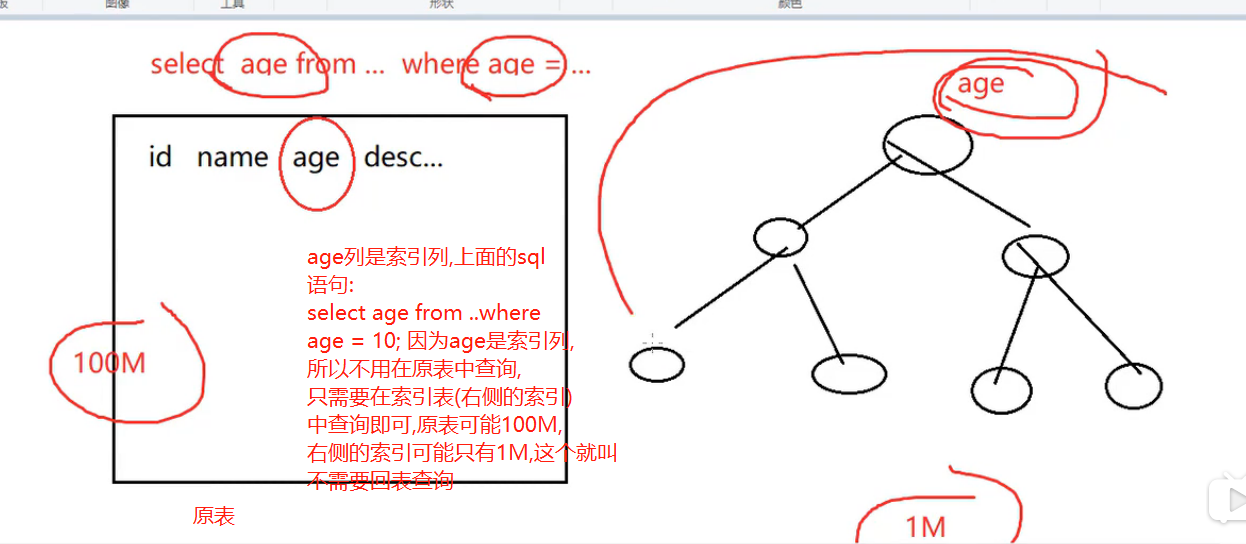 图像
工具
形状
颜色
select age from ... where age = ...
age
id name age desc...
age列是索引列,上面的sql
语句:
select age from ..where
age = 10; 因为age是索引列,
所以不用在原表中查询,
只需要在索引表(右侧的索引)
中查询即可,原表可能100M,
右侧的索引可能只有1M,这个就叫
不需要回表查询
100M
原表
1M